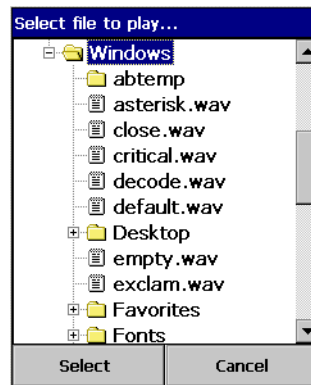 Select file to play...
Windows
abtemp
asterisk.wav
close.wav
critical.wav
decode.wav
default.wav
Desktop
empty.wav
exclam.wav
Favorites
Fonts
Select Cancel